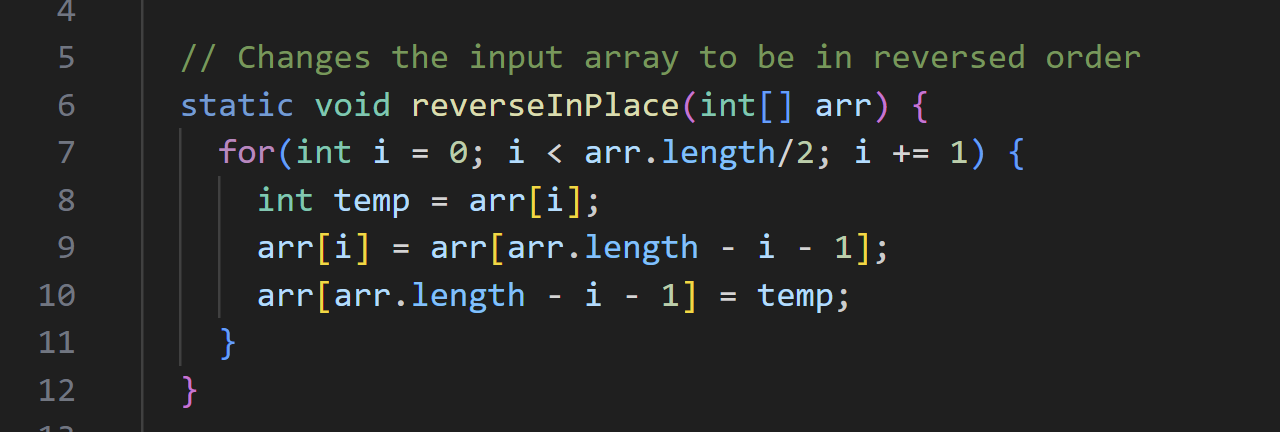 4
5 // Changes the input array to be in reversed order
6 static void reverseInPlace(int[] arr) {
7 for(int i = 0; i < arr.length/2; i += 1) {
8 int temp = arr[i];
9 arr[i] = arr[arr.length - i - 1];
10 arr[arr.length - i - 1] = temp;
11 }
12 }
13